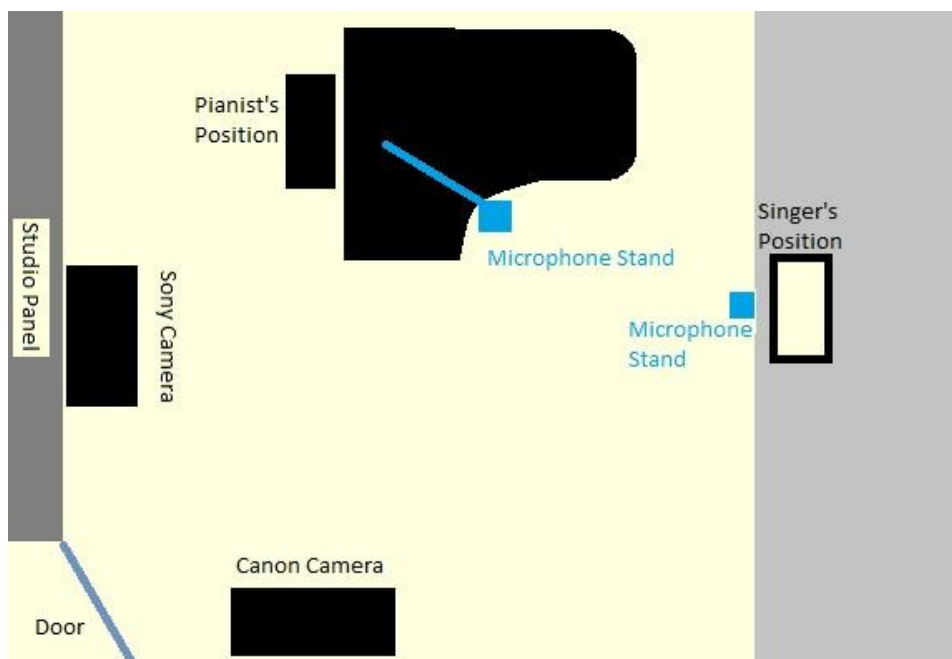 Pianist's
Position
Microphone Stand
Singer's
Position
Studio Panel
Sony Camera
Microphone
Stand
Canon Camera
Door